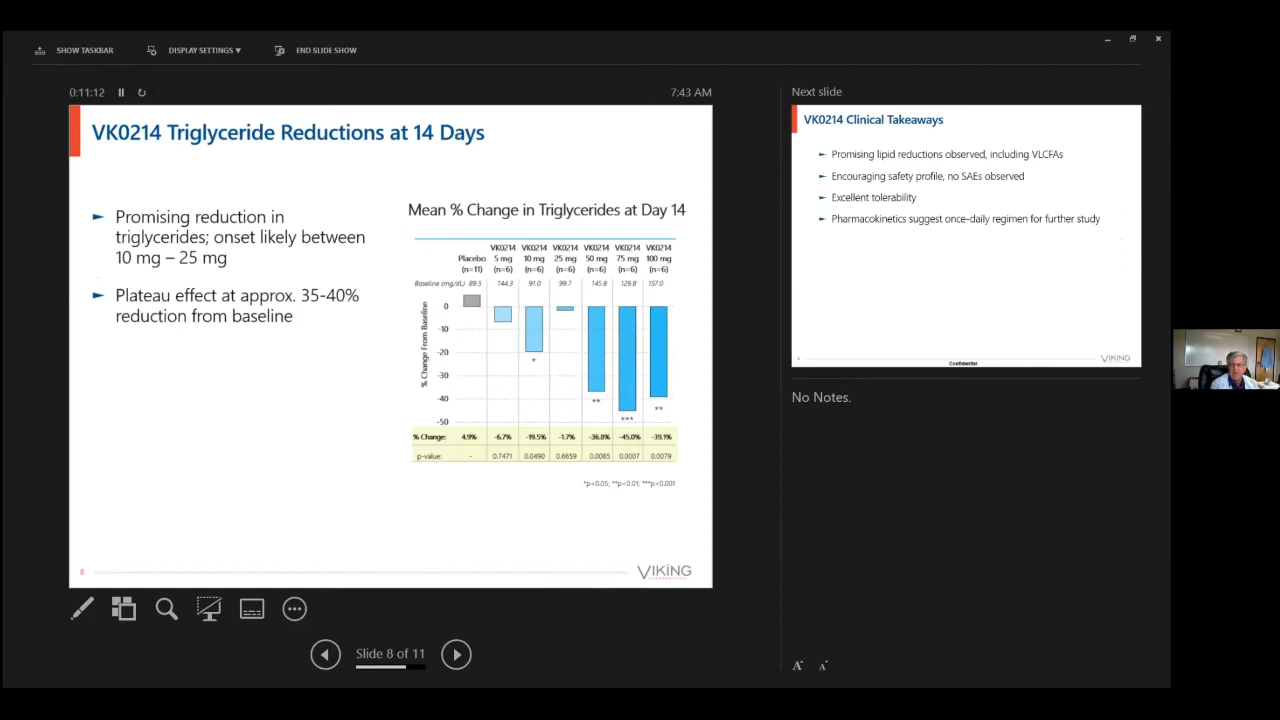 SHOW TASKBAR
DISPLAY SETTINGS ▾
END SLIDE SHOW
0:11:12
7:43 AM
VK0214 Triglyceride Reductions at 14 Days
► Promising reduction in
triglycerides; onset likely between
10 mg – 25 mg
► Plateau effect at approx. 35-40%
reduction from baseline
Mean % Change in Triglycerides at Day 14
VK0214 VK0214 VK0214 VK0214 VK0214 VK0214
Placebo 5 mg 10 mg 25 mg 50 mg 75 mg 100 mg
(n=11) (n=6) (n=6) (n=6) (n=6) (n=6) (n=6)
Baseline (mg/dL) 89.5 144.3 91.0 99.7 145.8 129.8 157.0
% Change From Baseline
0
-10
-20
-30
-40
-50
*
**
***
**
% Change: 4.9% -6.7% -19.5% -1.7% -36.8% -45.0% -39.1%
p-value: - 0.7471 0.0490 0.6659 0.0085 0.0007 0.0079
*p<0.05; **p<0.01; ***p<0.001
8
VIKING
Slide 8 of 11
Next slide
VK0214 Clinical Takeaways
► Promising lipid reductions observed, including VLCFAs
► Encouraging safety profile, no SAEs observed
► Excellent tolerability
► Pharmacokinetics suggest once-daily regimen for further study
Confidential
VIKING
No Notes.
A A